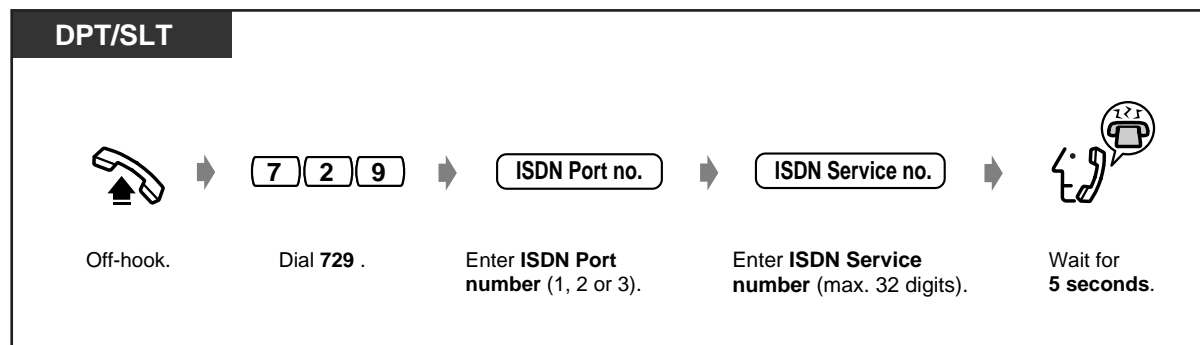 DPT/SLT
7 2 9
ISDN Port no.
ISDN Service no.
Off-hook.
Dial 729 .
Enter ISDN Port
number (1, 2 or 3).
Enter ISDN Service
number (max. 32 digits).
Wait for
5 seconds.